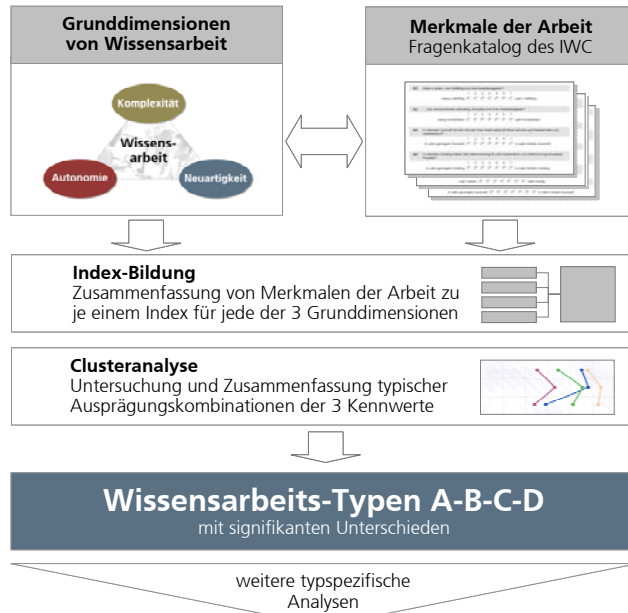 Grunddimensionen
von Wissensarbeit
Komplexität
Wissens-
arbeit
Autonomie
Neuartigkeit
Merkmale der Arbeit
Fragenkatalog des IWC
Index-Bildung
Zusammenfassung von Merkmalen der Arbeit zu
je einem Index für jede der 3 Grunddimensionen
Clusteranalyse
Untersuchung und Zusammenfassung typischer
Ausprägungskombinationen der 3 Kennwerte
Wissensarbeits-Typen A-B-C-D
mit signifikanten Unterschieden
weitere typspezifische
Analysen